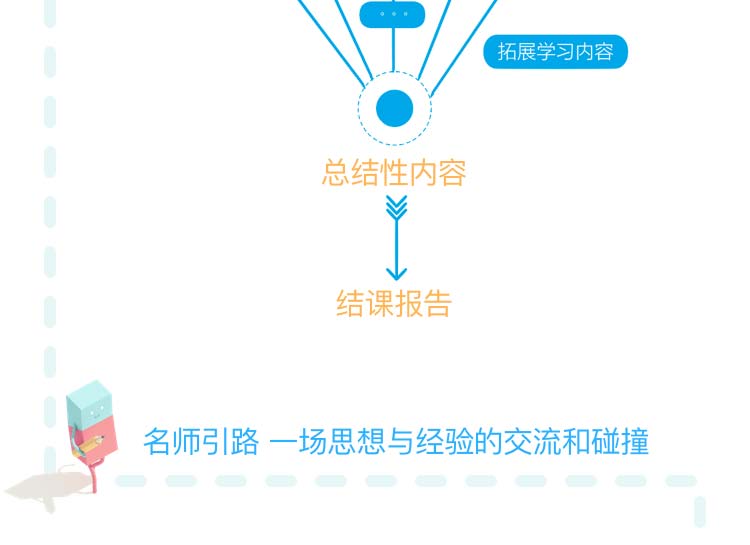 。。。
拓展学习内容
总结性内容
结课报告
名师引路 一场思想与经验的交流和碰撞